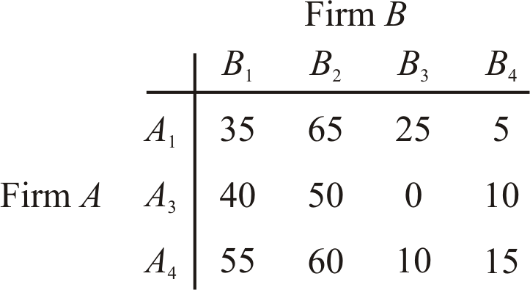 Firm B
B₁ B₂ B₃ B₄
A₁ 35 65 25 5
Firm A A₃ 40 50 0 10
A₄ 55 60 10 15